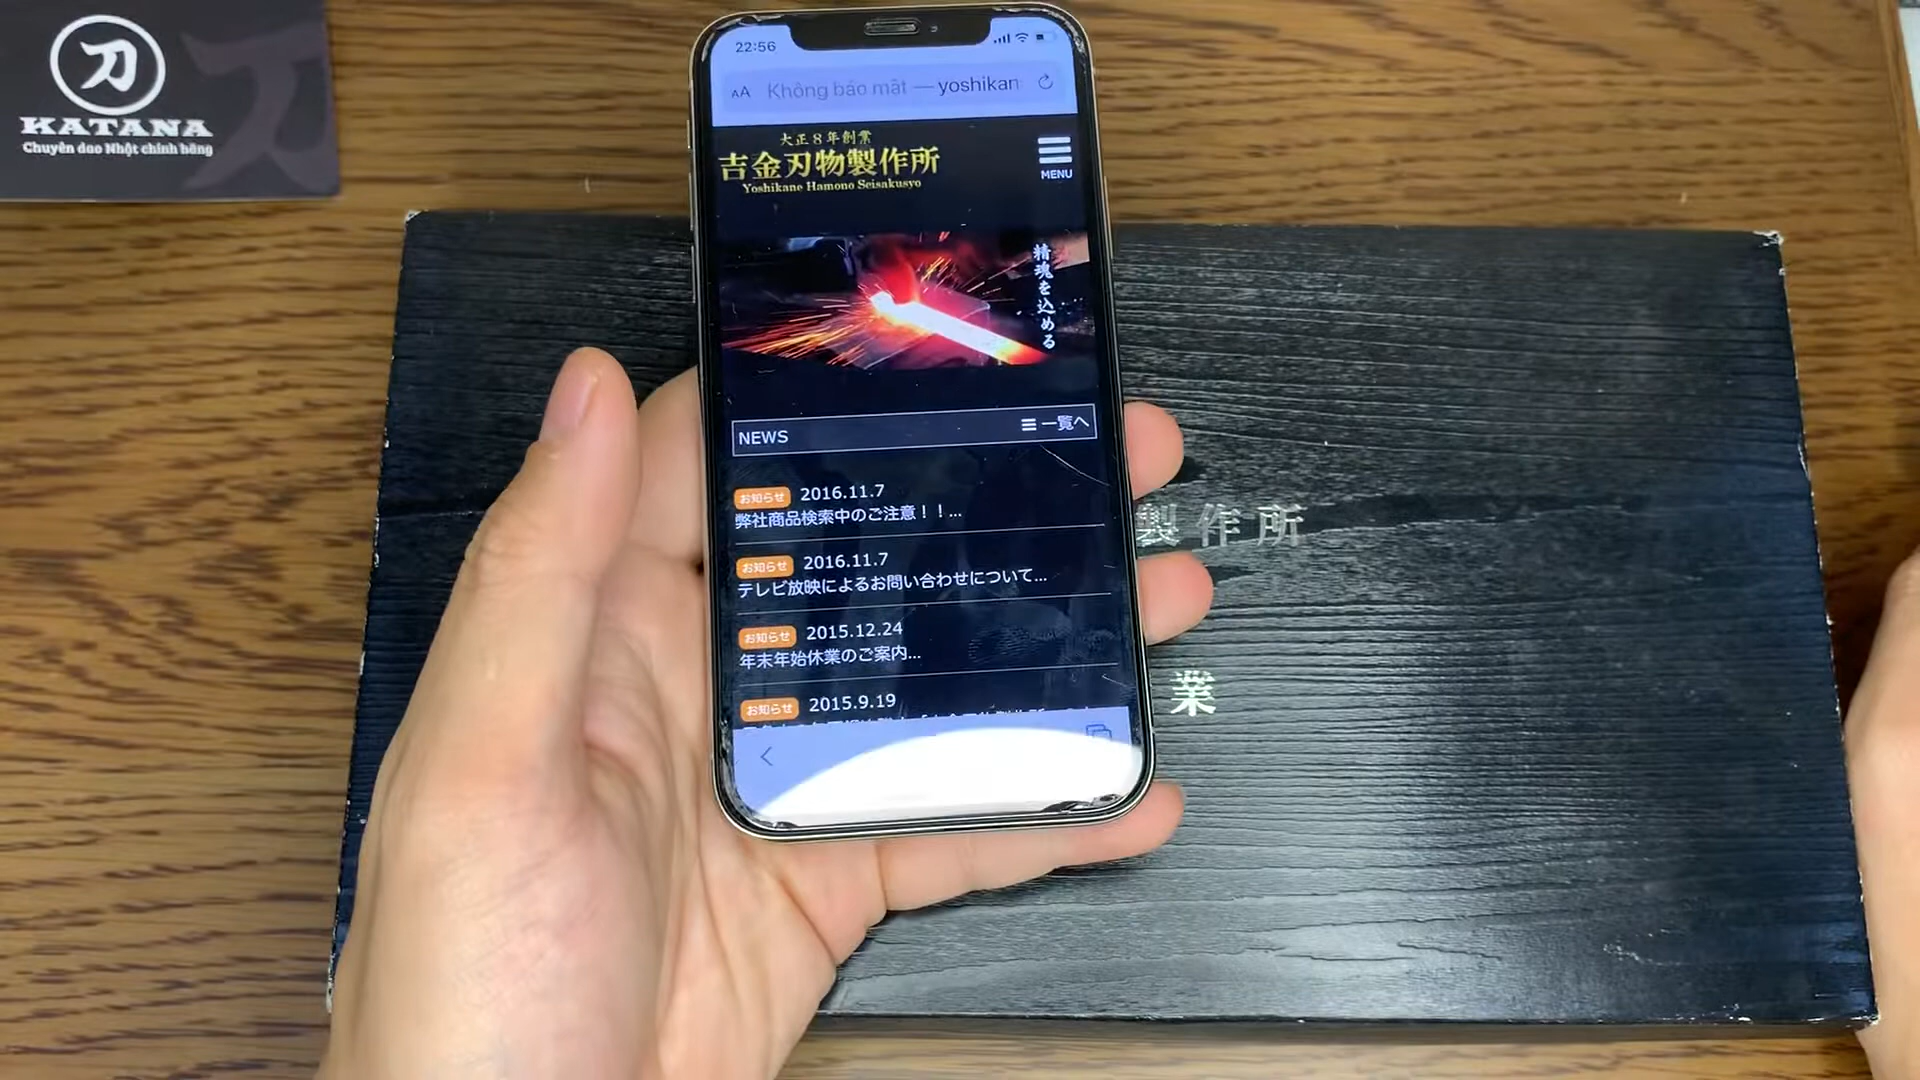 刀
KATANA
Chuyên dao Nhật chính hãng
22:56
AA Không bảo mật — yoshikan
大正8年創業
吉金刃物製作所
Yoshikane Hamono Seisakusyo
MENU
精魂を込める
NEWS
一覧へ
お知らせ 2016.11.7
弊社商品検索中のご注意！！...
お知らせ 2016.11.7
テレビ放映によるお問い合わせについて...
お知らせ 2015.12.24
年末年始休業のご案内...
お知らせ 2015.9.19
製作所
業